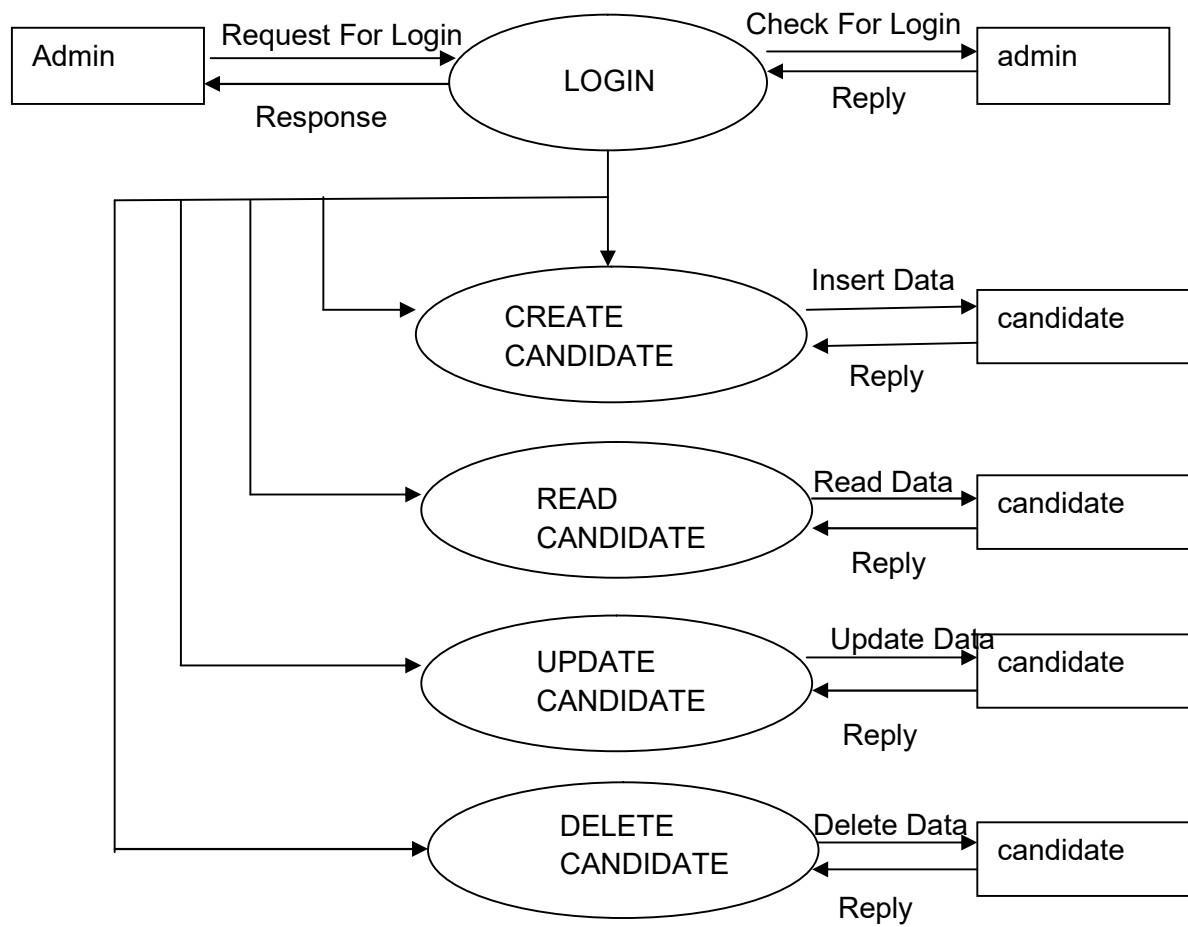 Admin
Request For Login
Response
LOGIN
Check For Login
Reply
admin
CREATE
CANDIDATE
Insert Data
Reply
candidate
READ
CANDIDATE
Read Data
Reply
candidate
UPDATE
CANDIDATE
Update Data
Reply
candidate
DELETE
CANDIDATE
Delete Data
Reply
candidate